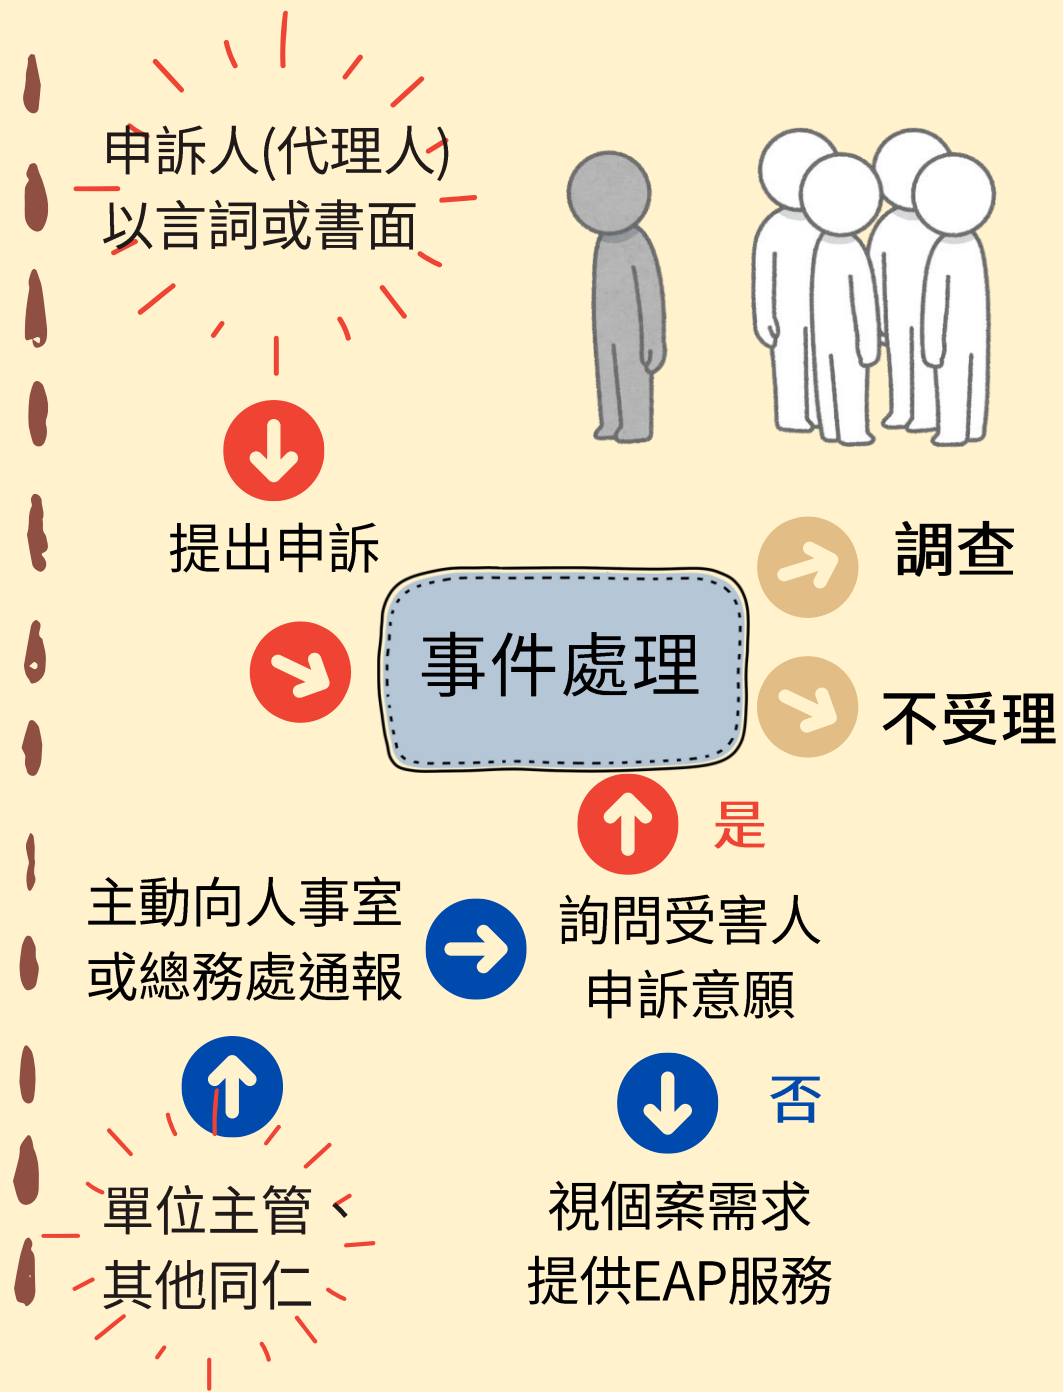 申訴人(代理人)
以言詞或書面
提出申訴
事件處理
調查
不受理
是
主動向人事室
或總務處通報
詢問受害人
申訴意願
否
單位主管、
其他同仁
視個案需求
提供EAP服務